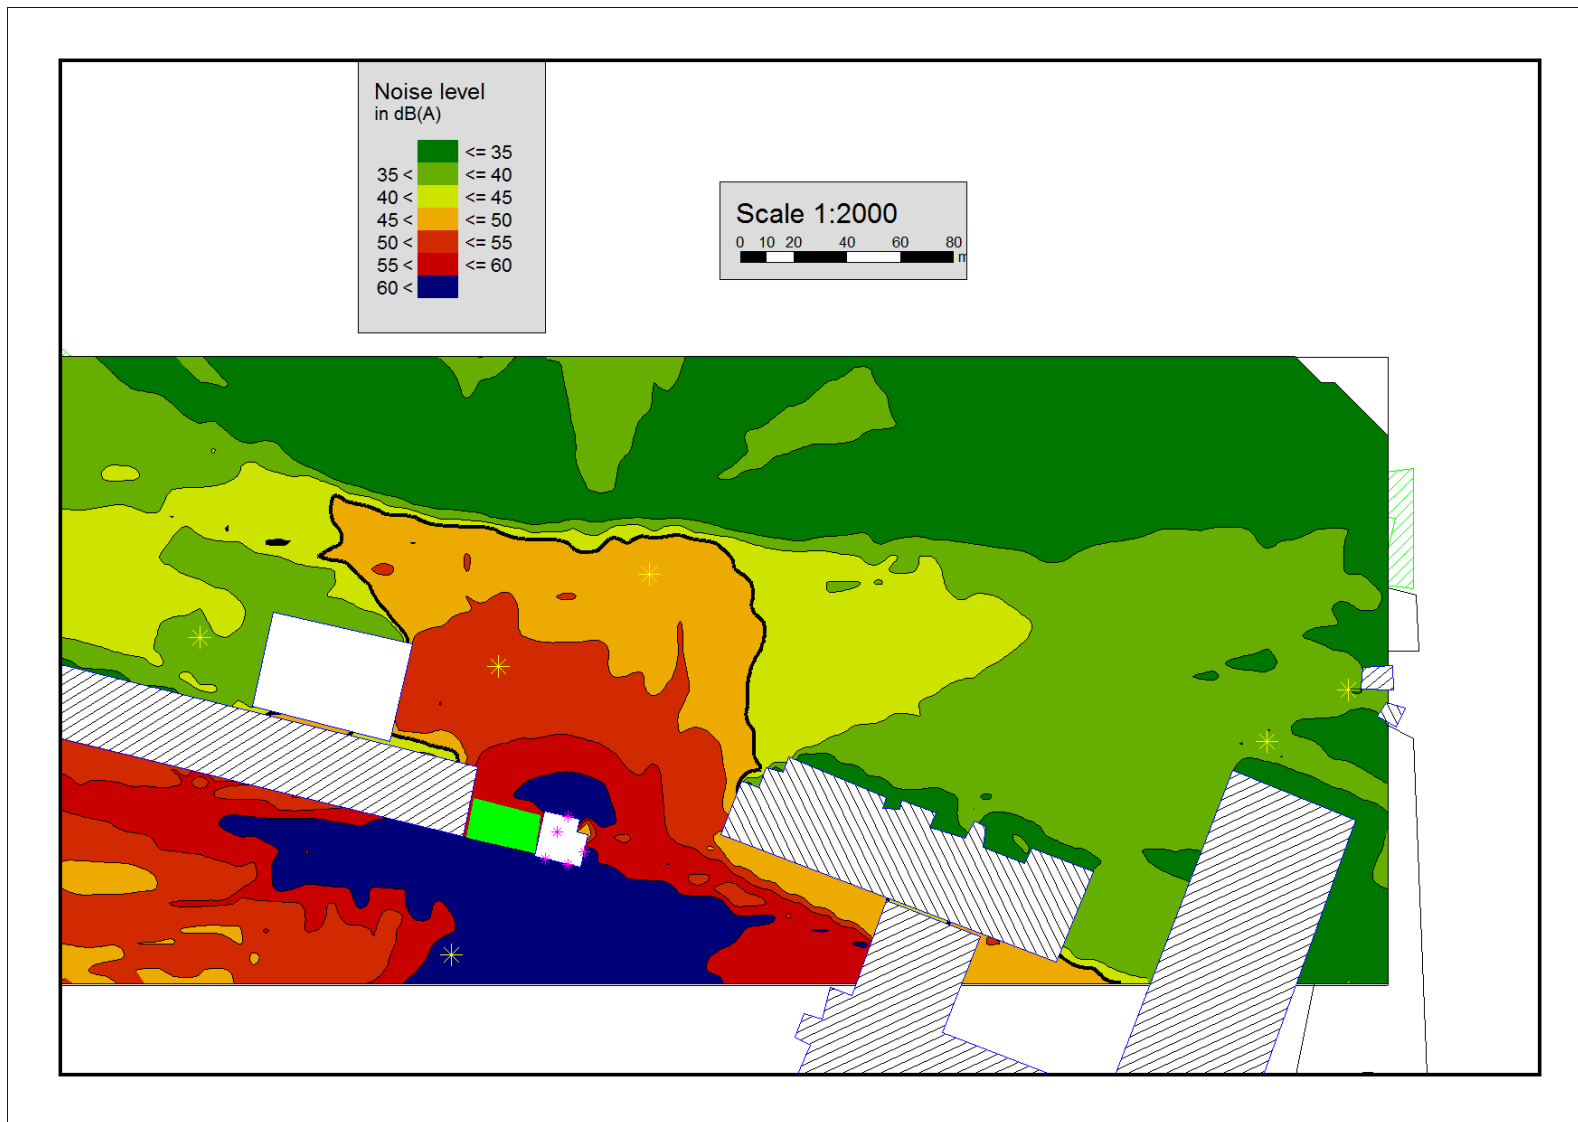 Noise level
in dB(A)
<= 35
35 < <= 40
40 < <= 45
45 < <= 50
50 < <= 55
55 < <= 60
60 <
Scale 1:2000
0 10 20 40 60 80
m